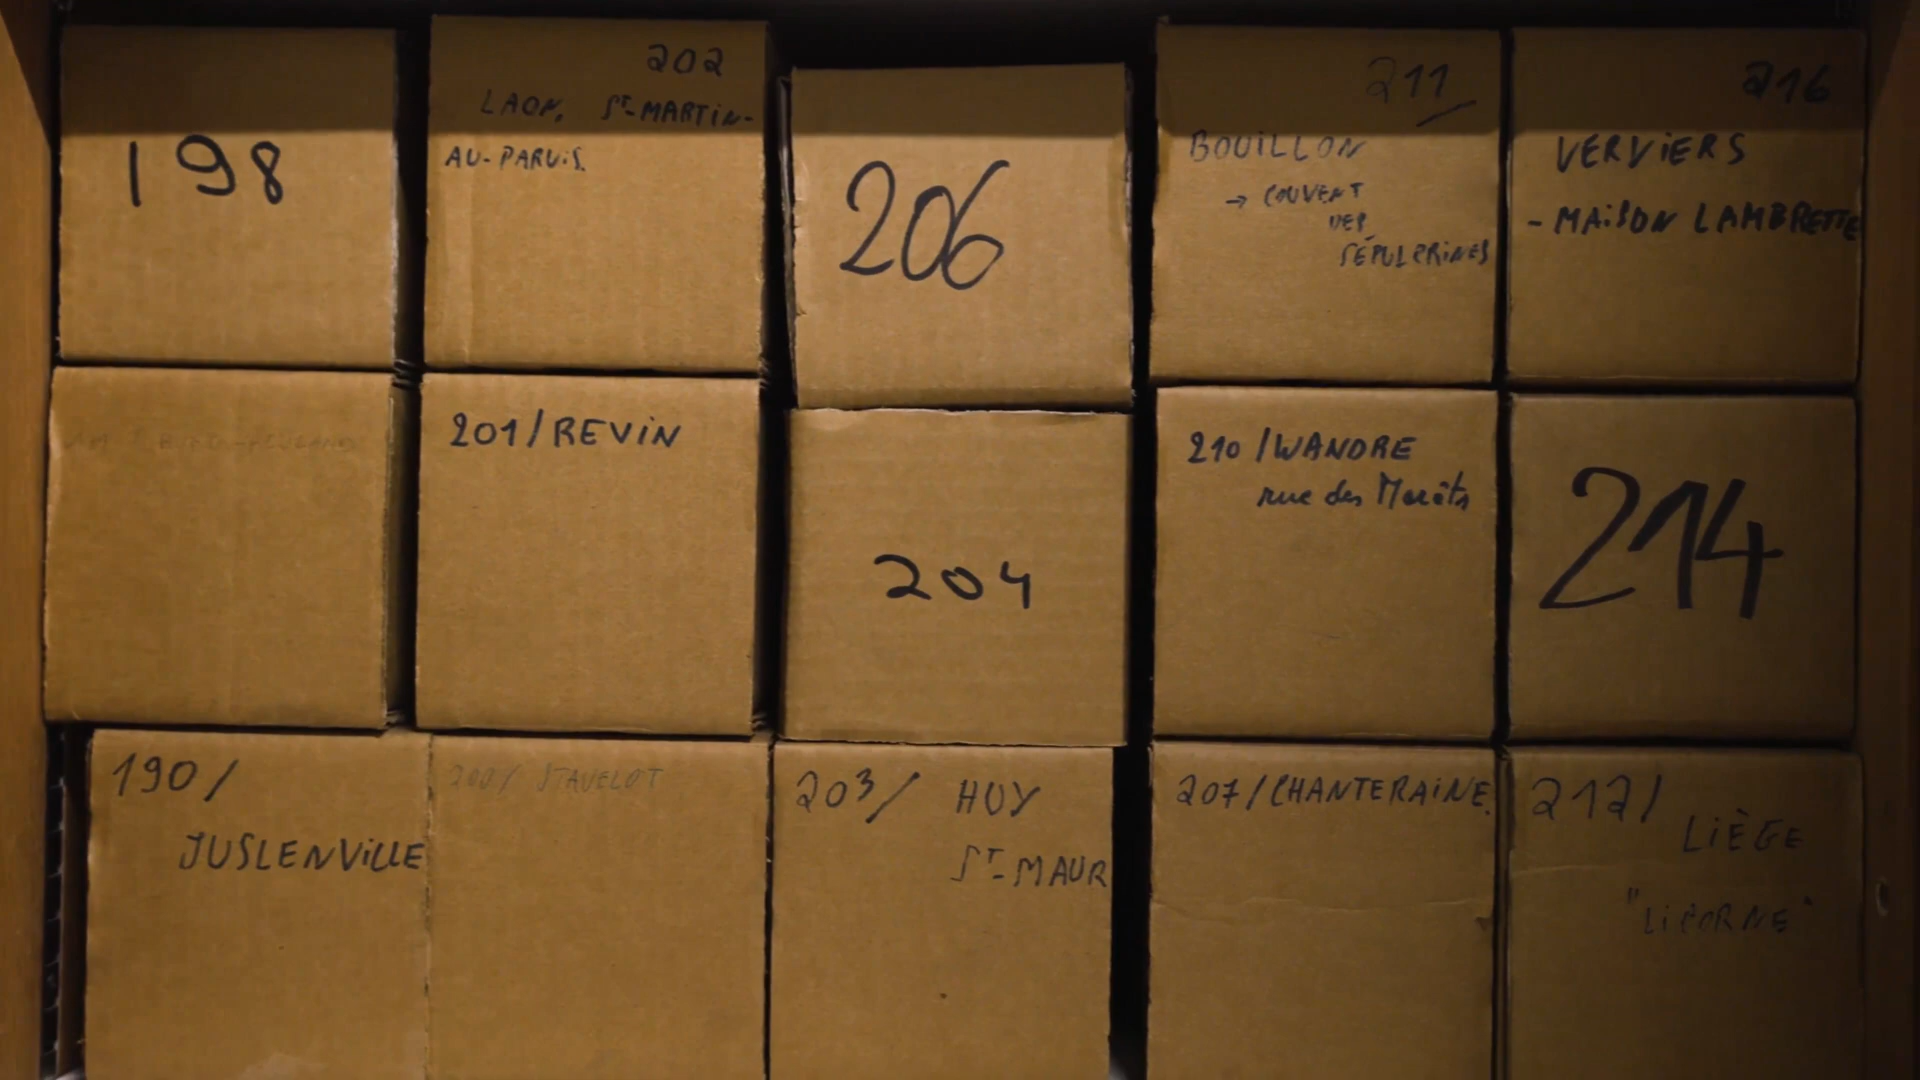 198
202
LAON, ST-MARTIN-
AU-PARVIS.
206
211
BOUILLON
→ COUVENT
DES
SÉPULCRINES
216
VERVIERS
- MAISON LAMBRETTE
201/REVIN
204
210/WANDRE
rue des Marêts
214
190/
JUSLENVILLE
200/ STAVELOT
203/ HUY
ST-MAUR
207/CHANTERAINE.
212/
LIÈGE
"LICORNE"